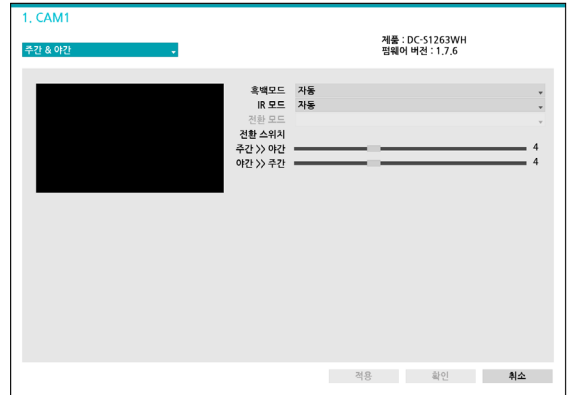 1. CAM1
주간 & 야간
제품 : DC-S1263WH
펌웨어 버전 : 1.7.6
흑백모드 자동
IR 모드 자동
전환 모드
전환 스위치
주간 >> 야간 4
야간 >> 주간 4
적용 확인 취소